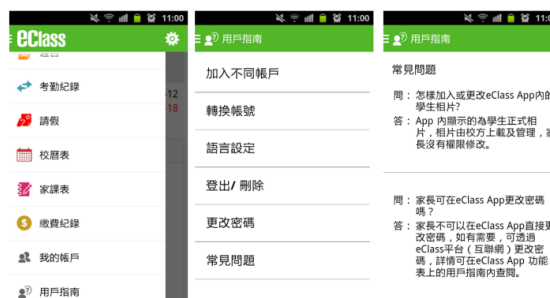 11:00
eClass
考勤紀錄
12
18
請假
校曆表
家課表
繳費紀錄
我的帳戶
用戶指南
11:00
用戶指南
加入不同帳戶
轉換帳號
語言設定
登出/ 刪除
更改密碼
常見問題
11:0
用戶指南
常見問題
問： 怎樣加入或更改eClass App內的
學生相片?
答： App 內顯示的為學生正式相
片，相片由校方上載及管理，家
長沒有權限修改。
問： 家長可在eClass App更改密碼
嗎？
答： 家長不可以在eClass App直接更
改密碼，如有需要，可透過
eClass平台（互聯網）更改密
碼，詳情可在eClass App 功能
表上的用戶指南內查閱。